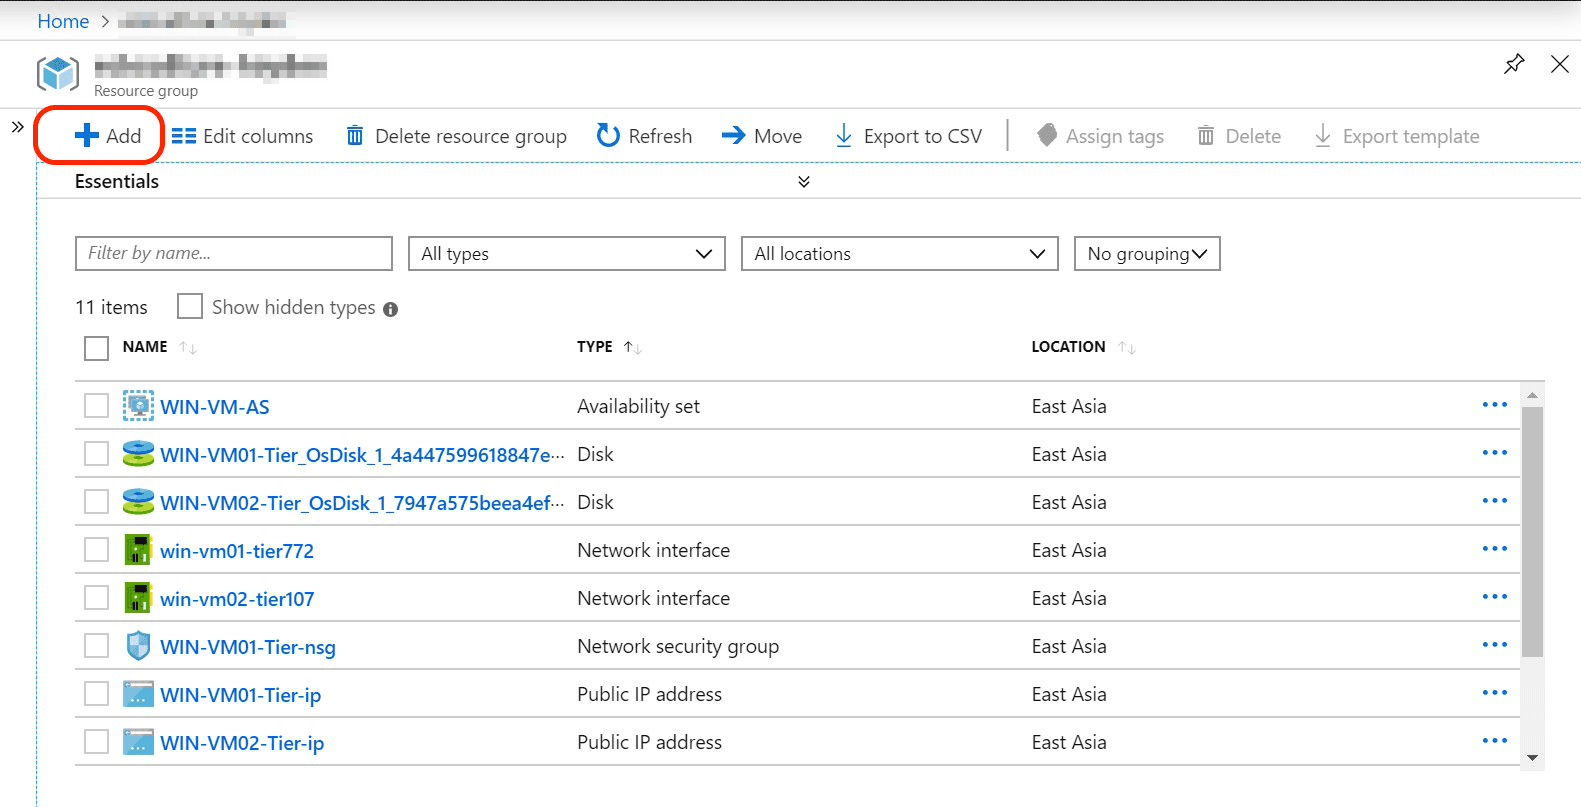 Home >
Resource group
» Add Edit columns Delete resource group Refresh Move Export to CSV Assign tags Delete Export template
Essentials
Filter by name... All types All locations No grouping
11 items Show hidden types
NAME TYPE LOCATION
WIN-VM-AS Availability set East Asia ...
WIN-VM01-Tier_OsDisk_1_4a447599618847e... Disk East Asia ...
WIN-VM02-Tier_OsDisk_1_7947a575beea4ef... Disk East Asia ...
win-vm01-tier772 Network interface East Asia ...
win-vm02-tier107 Network interface East Asia ...
WIN-VM01-Tier-nsg Network security group East Asia ...
WIN-VM01-Tier-ip Public IP address East Asia ...
WIN-VM02-Tier-ip Public IP address East Asia ...